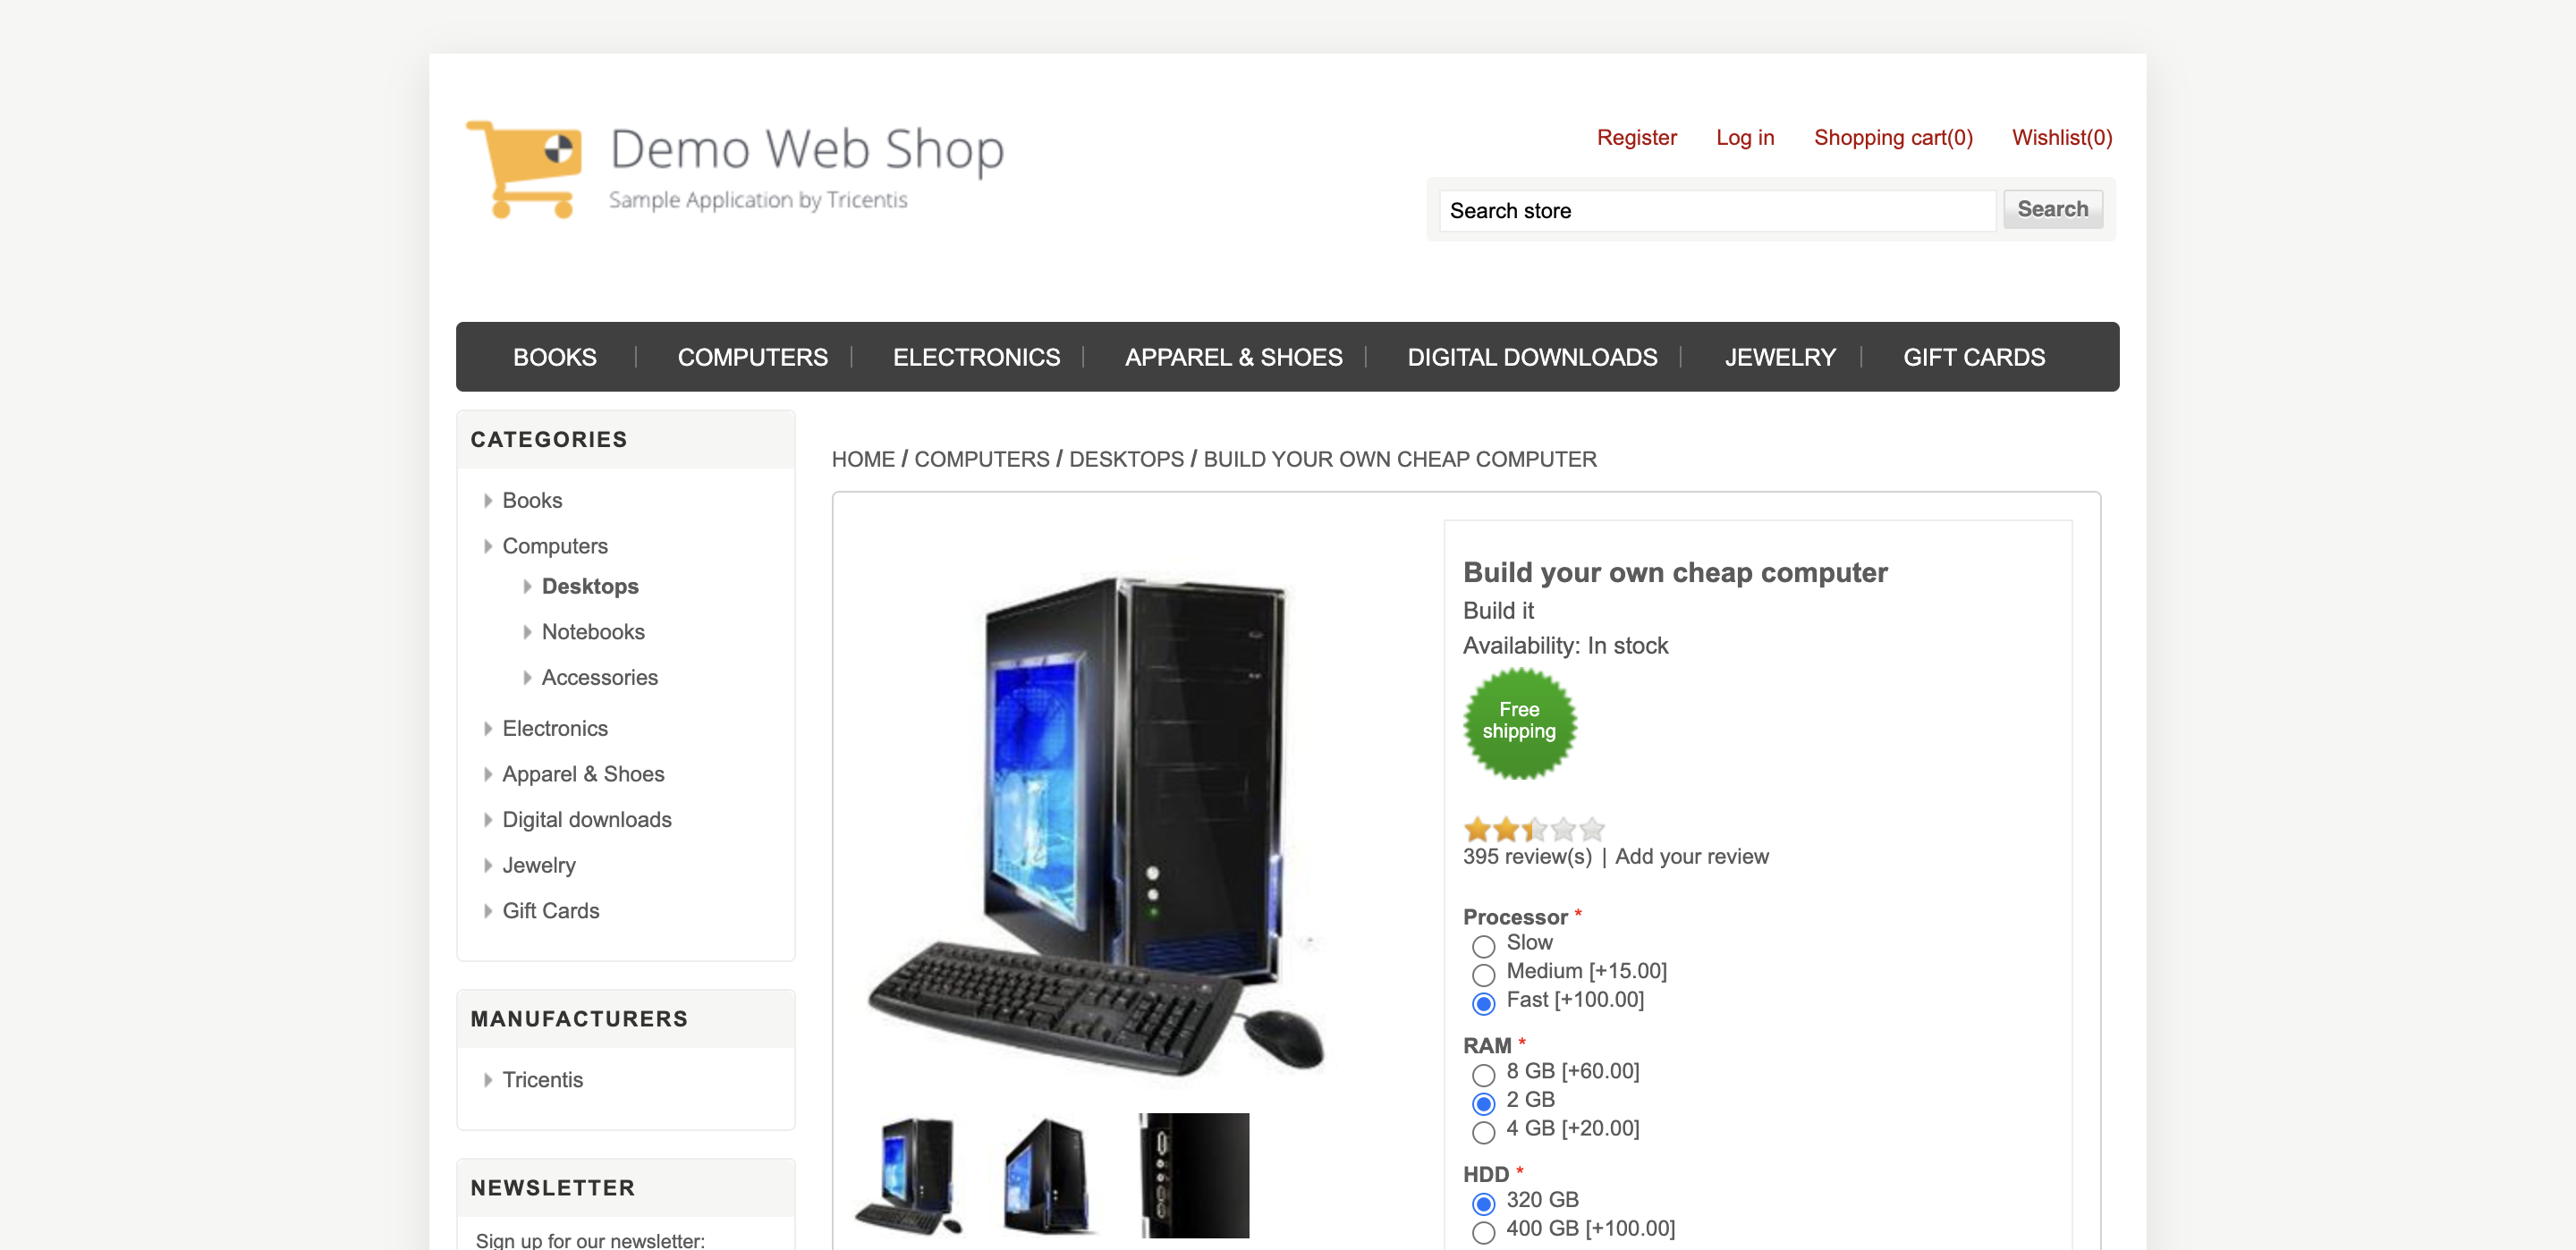 Demo Web Shop
Sample Application by Tricentis
Register Log in Shopping cart(0) Wishlist(0)
Search store Search
BOOKS COMPUTERS ELECTRONICS APPAREL & SHOES DIGITAL DOWNLOADS JEWELRY GIFT CARDS
CATEGORIES
Books
Computers
Desktops
Notebooks
Accessories
Electronics
Apparel & Shoes
Digital downloads
Jewelry
Gift Cards
MANUFACTURERS
Tricentis
NEWSLETTER
Sign up for our newsletter:
HOME / COMPUTERS / DESKTOPS / BUILD YOUR OWN CHEAP COMPUTER
Build your own cheap computer
Build it
Availability: In stock
Free
shipping
395 review(s) | Add your review
Processor *
Slow
Medium [+15.00]
Fast [+100.00]
RAM *
8 GB [+60.00]
2 GB
4 GB [+20.00]
HDD *
320 GB
400 GB [+100.00]